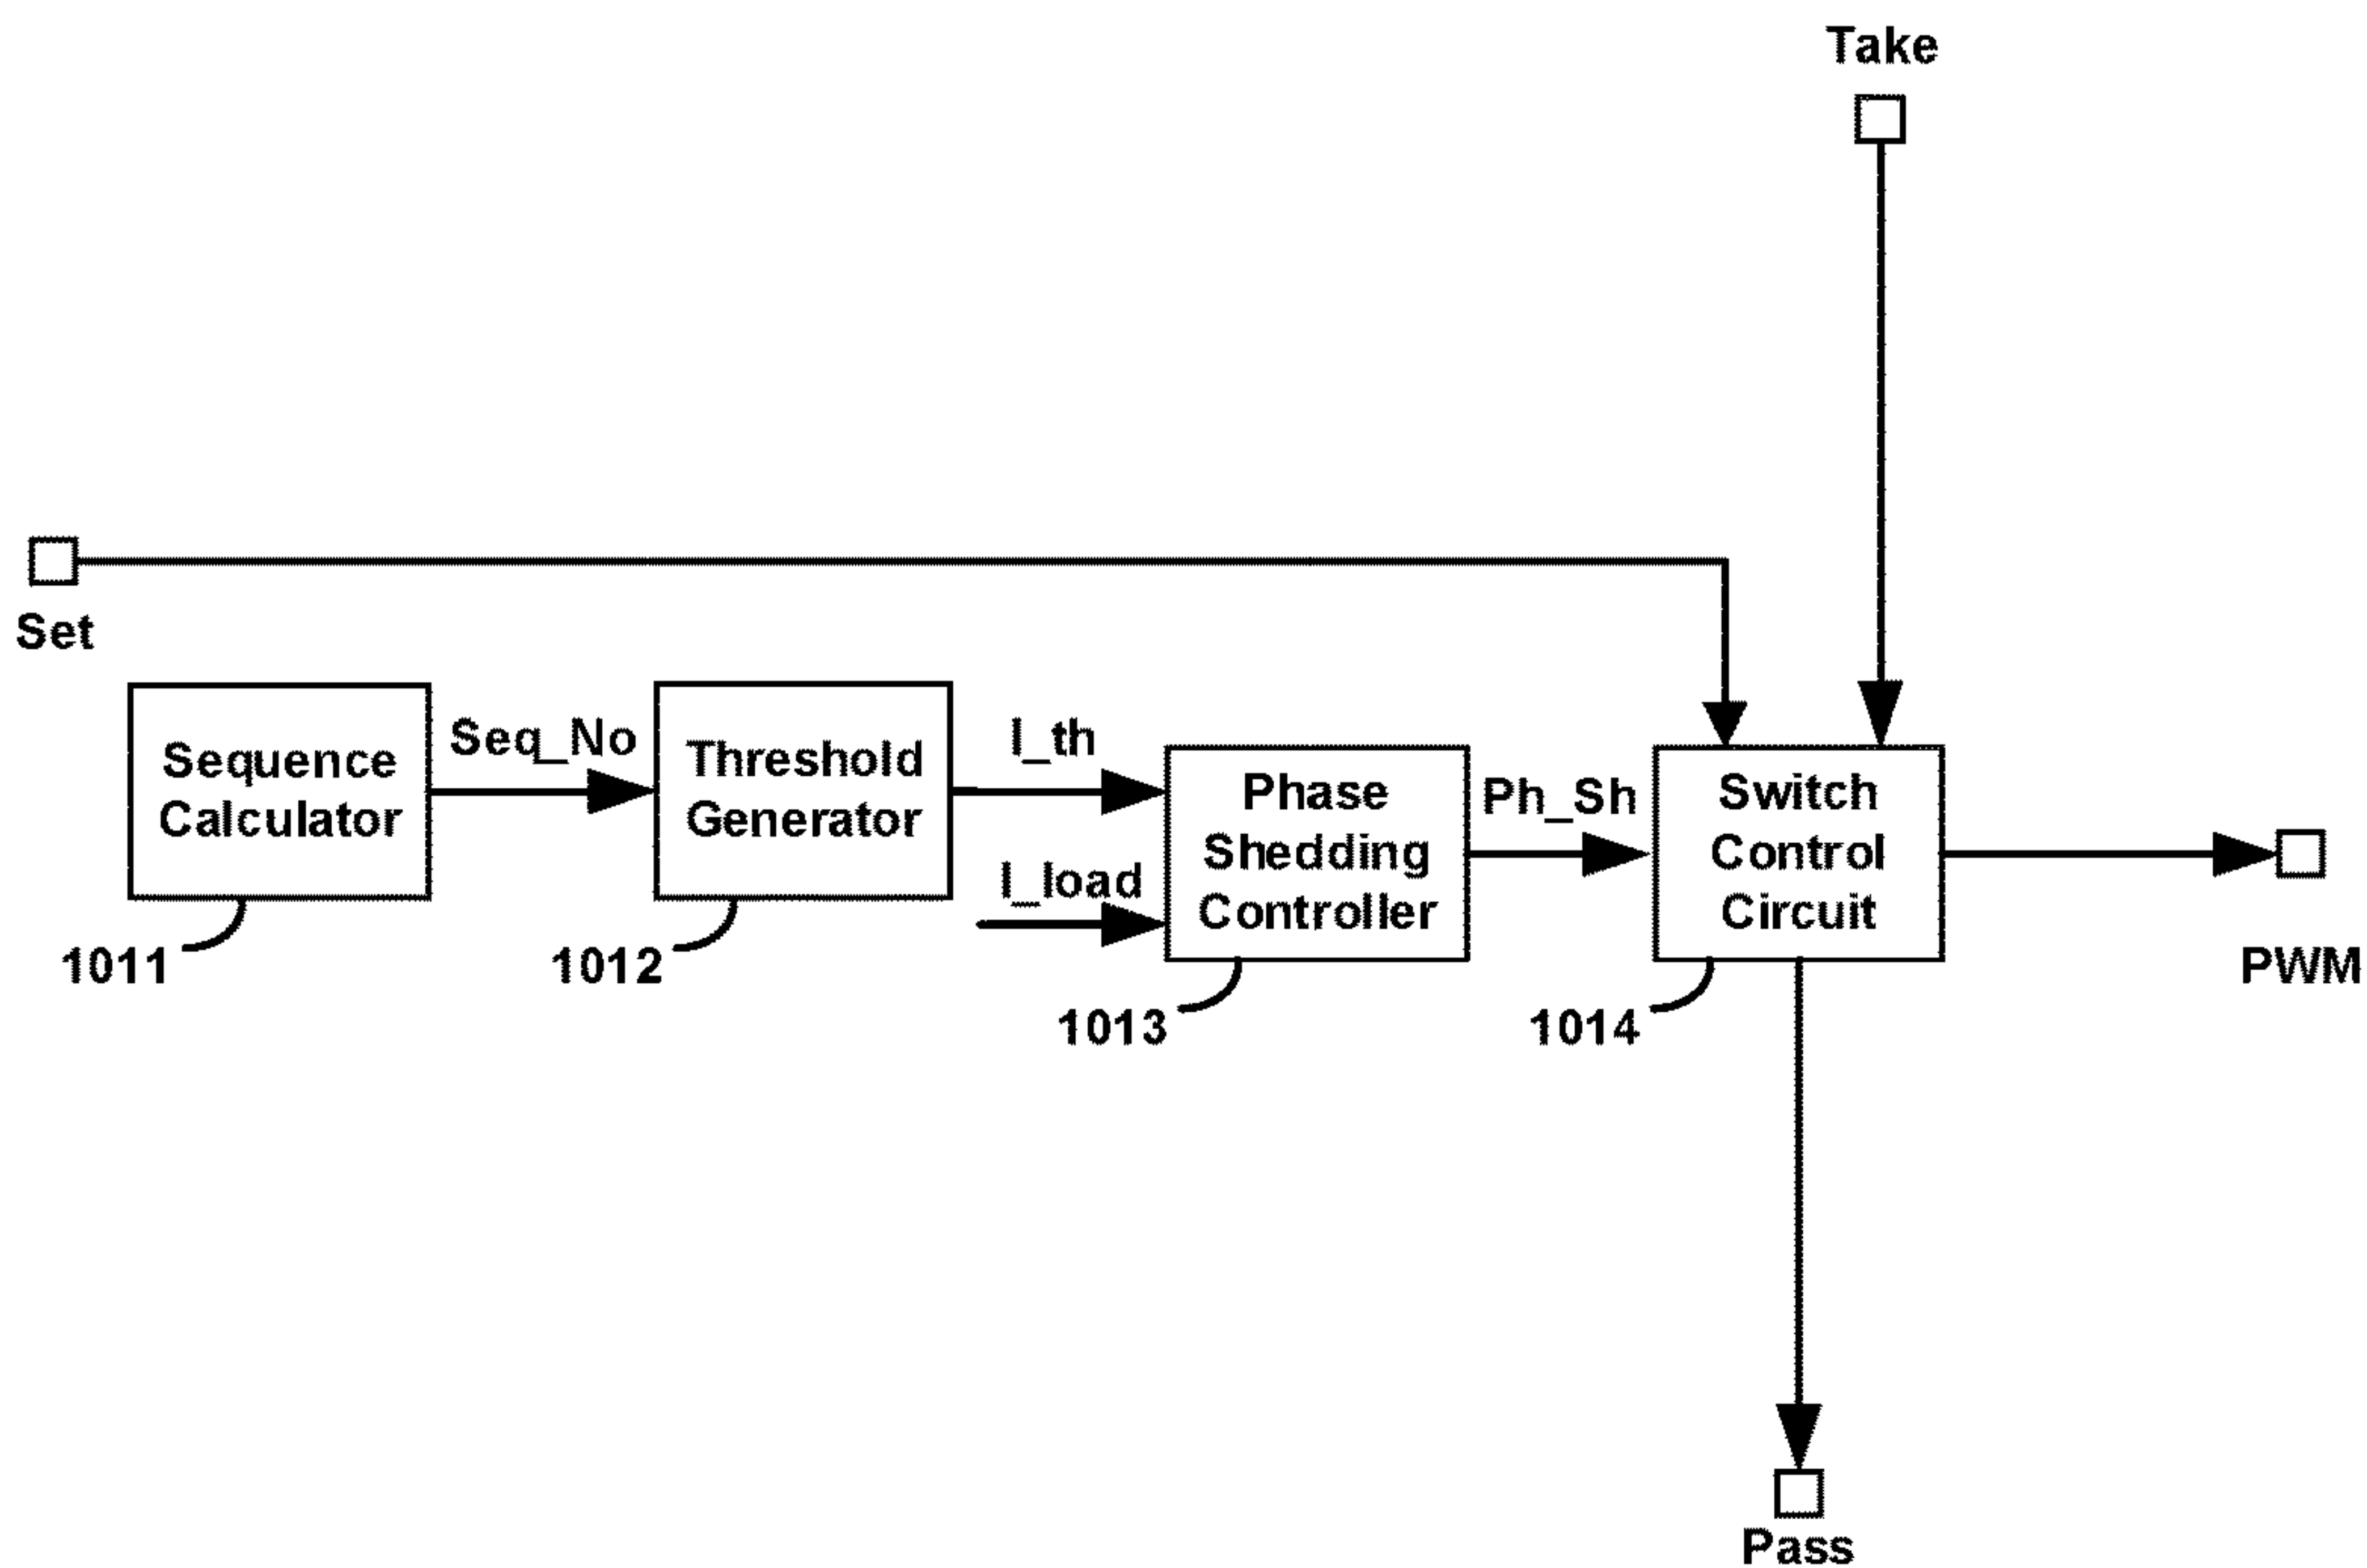 Take
Set
Sequence
Calculator
Seq_No
Threshold
Generator
I_th
I_load
Phase
Shedding
Controller
Ph_Sh
Switch
Control
Circuit
1011
1012
1013
1014
PWM
Pass